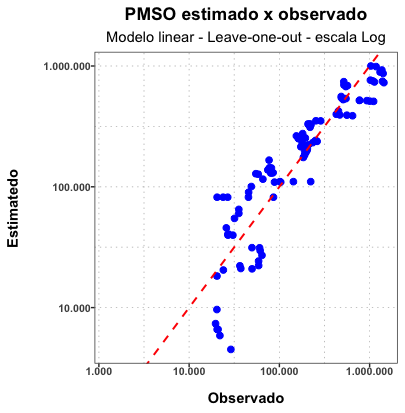 PMSO estimado x observado
Modelo linear - Leave-one-out - escala Log
1.000.000
100.000
10.000
Estimatedo
1.000 10.000 100.000 1.000.000
Observado